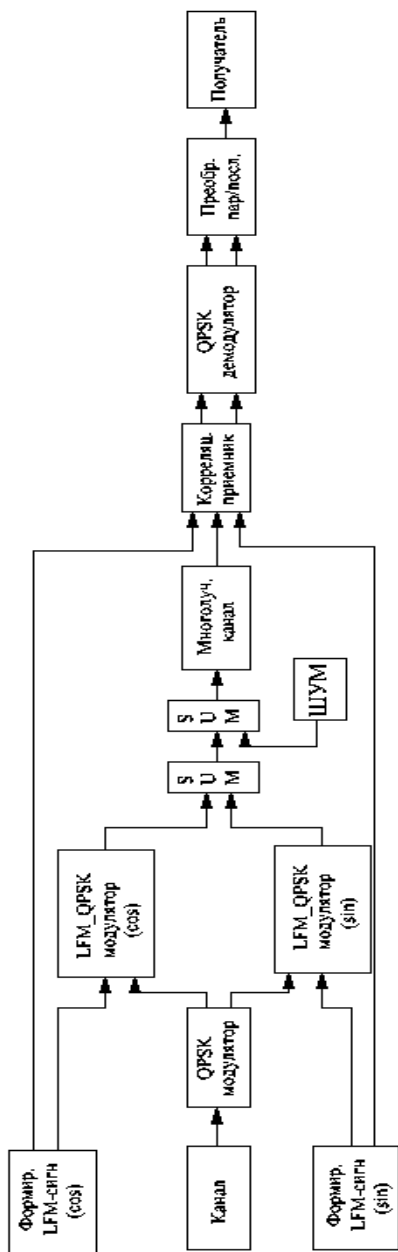 Формир.
LFM-сигн
(cos)
Канал
Формир.
LFM-сигн
(sin)
QPSK
модулятор
LFM_QPSK
модулятор
(cos)
LFM_QPSK
модулятор
(sin)
S
U
M
S
U
M
ШУМ
Многолуч.
канал
Корреляц.
приемник
QPSK
демодулятор
Преобр.
пар/посл.
Получатель